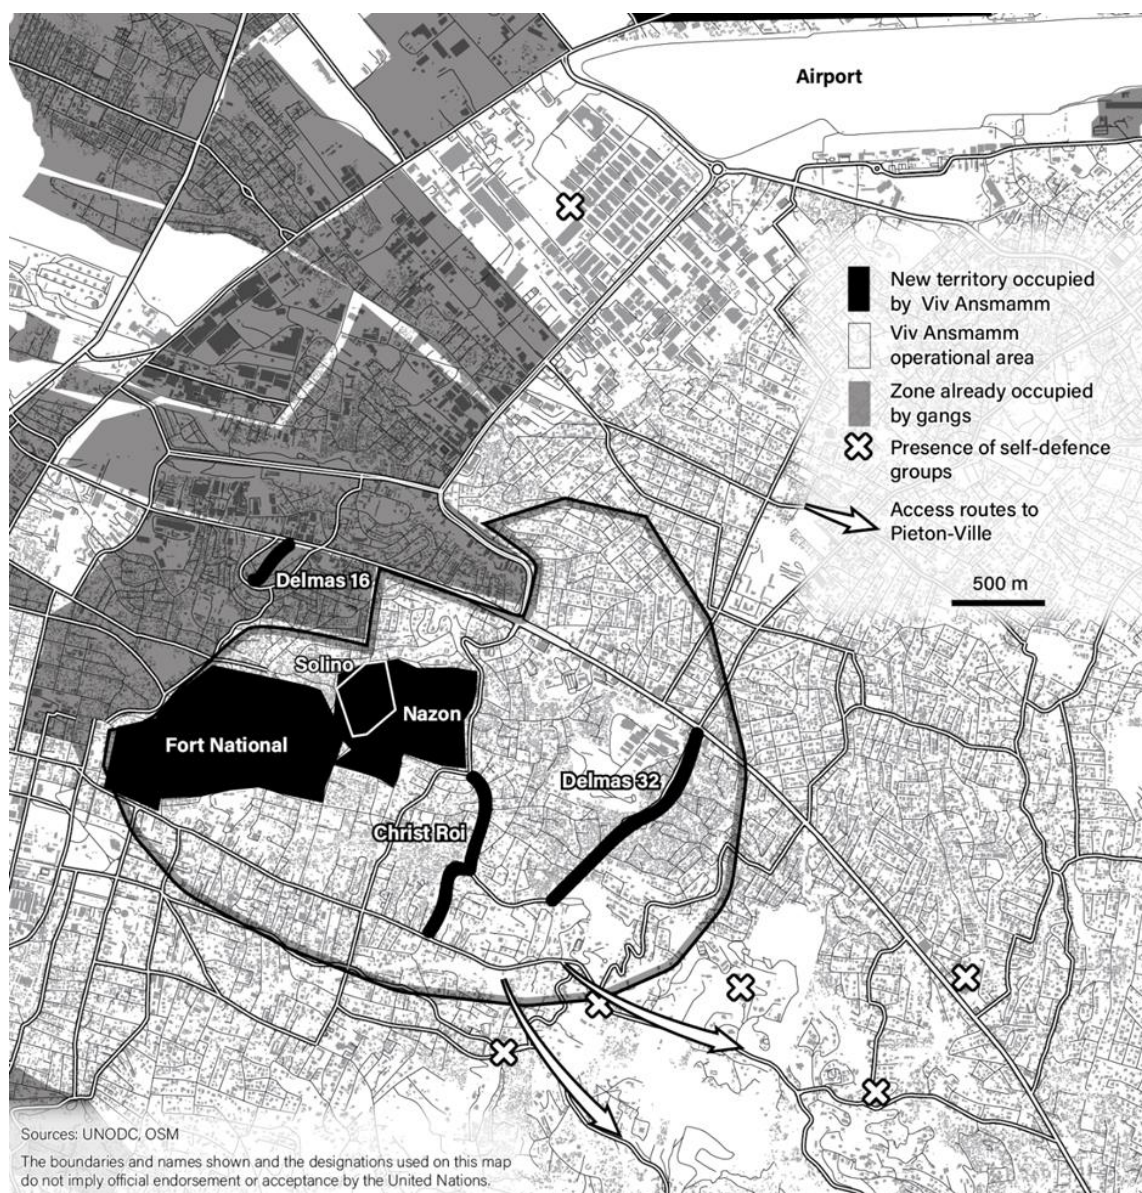 Airport
New territory occupied
by Viv Ansmamm
Viv Ansmamm
operational area
Zone already occupied
by gangs
Presence of self-defence
groups
Access routes to
Pieton-Ville
500 m
Delmas 16
Solino
Nazon
Fort National
Delmas 32
Christ Roi
Sources: UNODC, OSM
The boundaries and names shown and the designations used on this map
do not imply official endorsement or acceptance by the United Nations.